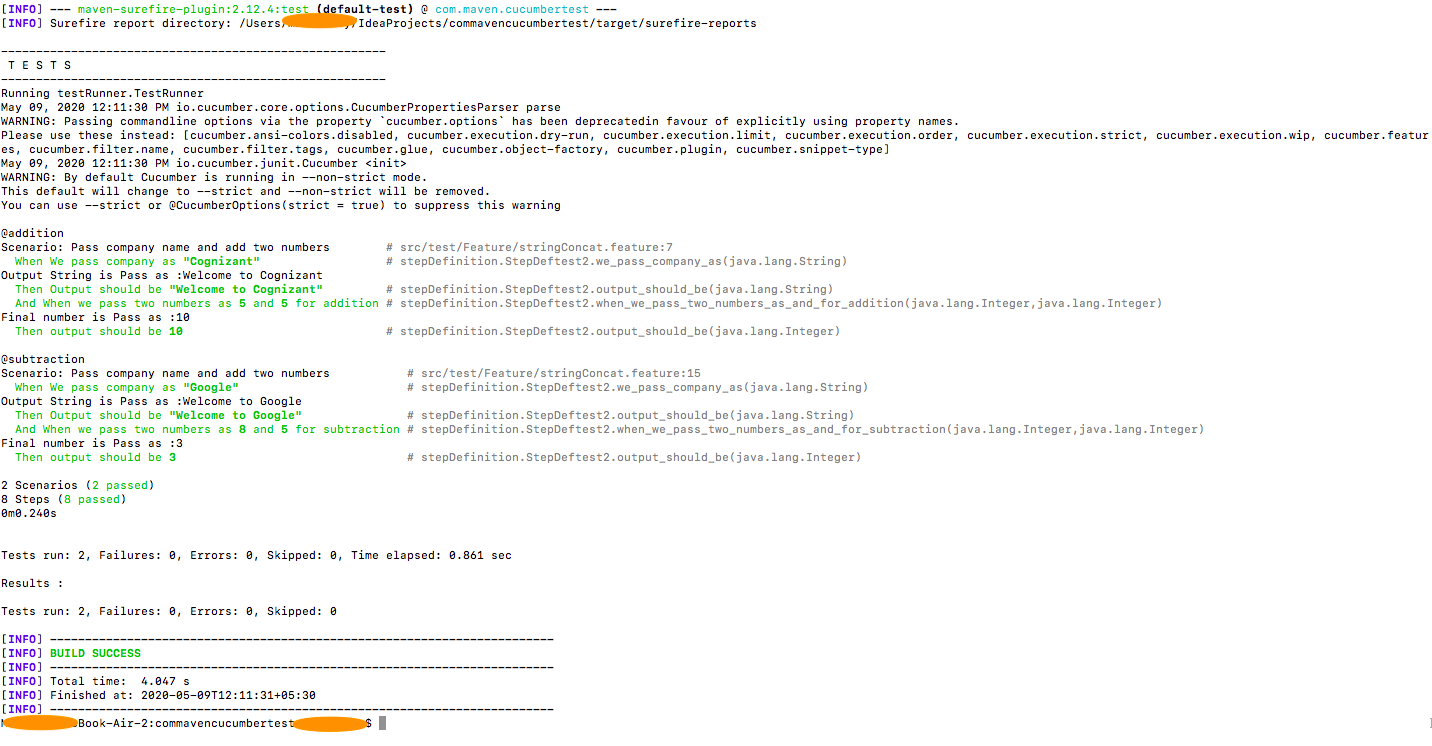 [INFO] --- maven-surefire-plugin:2.12.4:test (default-test) @ com.maven.cucumbertest ---
[INFO] Surefire report directory: /Users/ /IdeaProjects/commavencucumbertest/target/surefire-reports
-------------------------------------------------------
T E S T S
-------------------------------------------------------
Running testRunner.TestRunner
May 09, 2020 12:11:30 PM io.cucumber.core.options.CucumberPropertiesParser parse
WARNING: Passing commandline options via the property `cucumber.options` has been deprecatedin favour of explicitly using property names.
Please use these instead: [cucumber.ansi-colors.disabled, cucumber.execution.dry-run, cucumber.execution.limit, cucumber.execution.order, cucumber.execution.strict, cucumber.execution.wip, cucumber.featur
es, cucumber.filter.name, cucumber.filter.tags, cucumber.glue, cucumber.object-factory, cucumber.plugin, cucumber.snippet-type]
May 09, 2020 12:11:30 PM io.cucumber.junit.Cucumber <init>
WARNING: By default Cucumber is running in --non-strict mode.
This default will change to --strict and --non-strict will be removed.
You can use --strict or @CucumberOptions(strict = true) to suppress this warning
@addition
Scenario: Pass company name and add two numbers # src/test/Feature/stringConcat.feature:7
When We pass company as "Cognizant" # stepDefinition.StepDeftest2.we_pass_company_as(java.lang.String)
Output String is Pass as :Welcome to Cognizant
Then Output should be "Welcome to Cognizant" # stepDefinition.StepDeftest2.output_should_be(java.lang.String)
And When we pass two numbers as 5 and 5 for addition # stepDefinition.StepDeftest2.when_we_pass_two_numbers_as_and_for_addition(java.lang.Integer,java.lang.Integer)
Final number is Pass as :10
Then output should be 10 # stepDefinition.StepDeftest2.output_should_be(java.lang.Integer)
@subtraction
Scenario: Pass company name and add two numbers # src/test/Feature/stringConcat.feature:15
When We pass company as "Google" # stepDefinition.StepDeftest2.we_pass_company_as(java.lang.String)
Output String is Pass as :Welcome to Google
Then Output should be "Welcome to Google" # stepDefinition.StepDeftest2.output_should_be(java.lang.String)
And When we pass two numbers as 8 and 5 for subtraction # stepDefinition.StepDeftest2.when_we_pass_two_numbers_as_and_for_subtraction(java.lang.Integer,java.lang.Integer)
Final number is Pass as :3
Then output should be 3 # stepDefinition.StepDeftest2.output_should_be(java.lang.Integer)
2 Scenarios (2 passed)
8 Steps (8 passed)
0m0.240s
Tests run: 2, Failures: 0, Errors: 0, Skipped: 0, Time elapsed: 0.861 sec
Results :
Tests run: 2, Failures: 0, Errors: 0, Skipped: 0
[INFO] ------------------------------------------------------------------------
[INFO] BUILD SUCCESS
[INFO] ------------------------------------------------------------------------
[INFO] Total time:  4.047 s
[INFO] Finished at: 2020-05-09T12:11:31+05:30
[INFO] ------------------------------------------------------------------------
Book-Air-2:commavencucumbertest $ ]